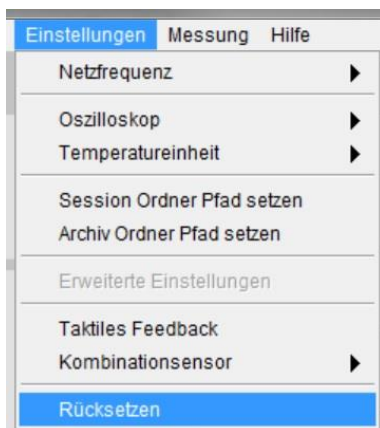 Einstellungen Messung Hilfe
Netzfrequenz
Oszilloskop
Temperatureinheit
Session Ordner Pfad setzen
Archiv Ordner Pfad setzen
Erweiterte Einstellungen
Taktiles Feedback
Kombinationsensor
Rücksetzen